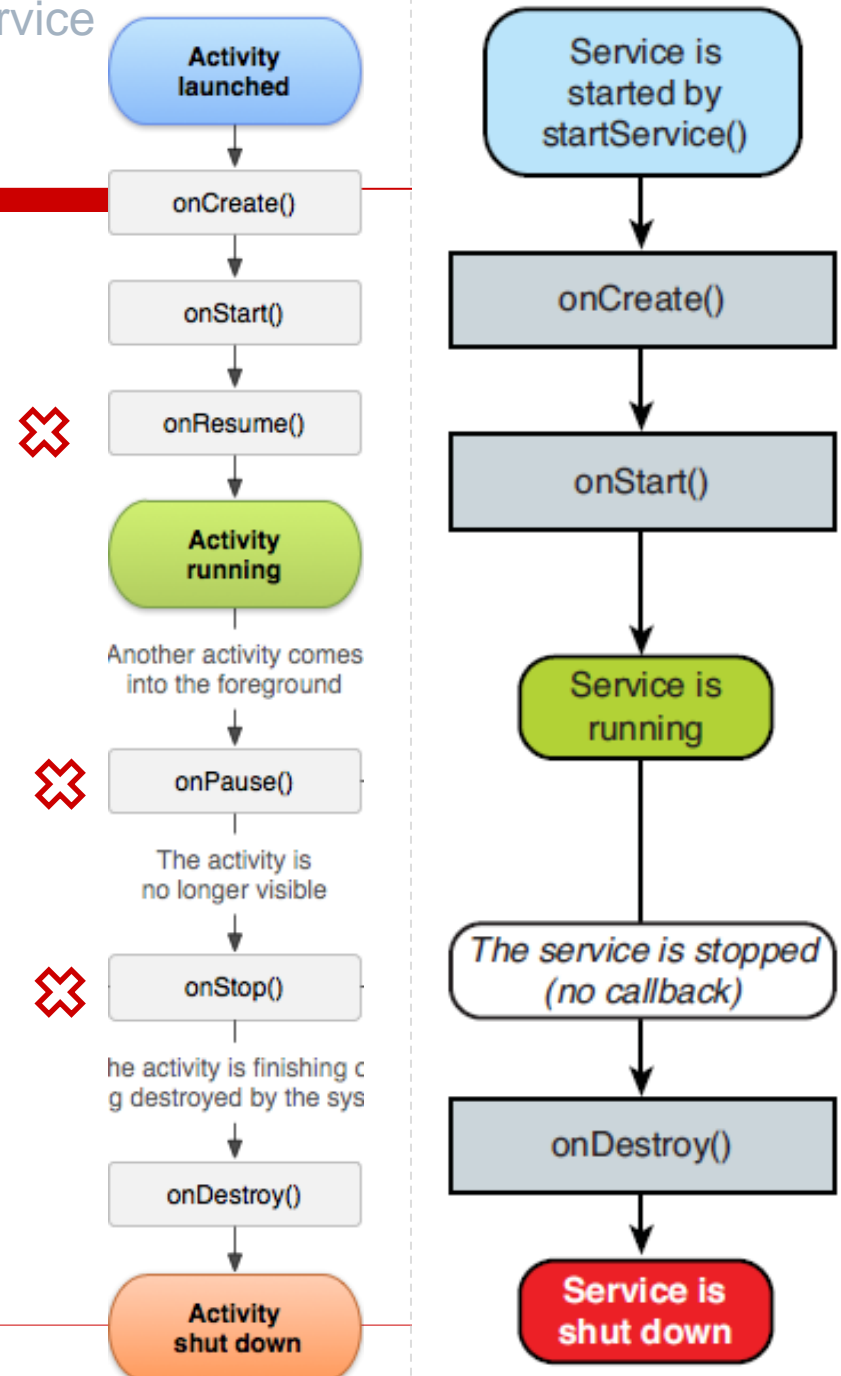 rvice
Activity
launched
onCreate()
onStart()
onResume()
Activity
running
Another activity comes
into the foreground
onPause()
The activity is
no longer visible
onStop()
he activity is finishing
g destroyed by the sys
onDestroy()
Activity
shut down
Service is
started by
startService()
onCreate()
onStart()
Service is
running
The service is stopped
(no callback)
onDestroy()
Service is
shut down